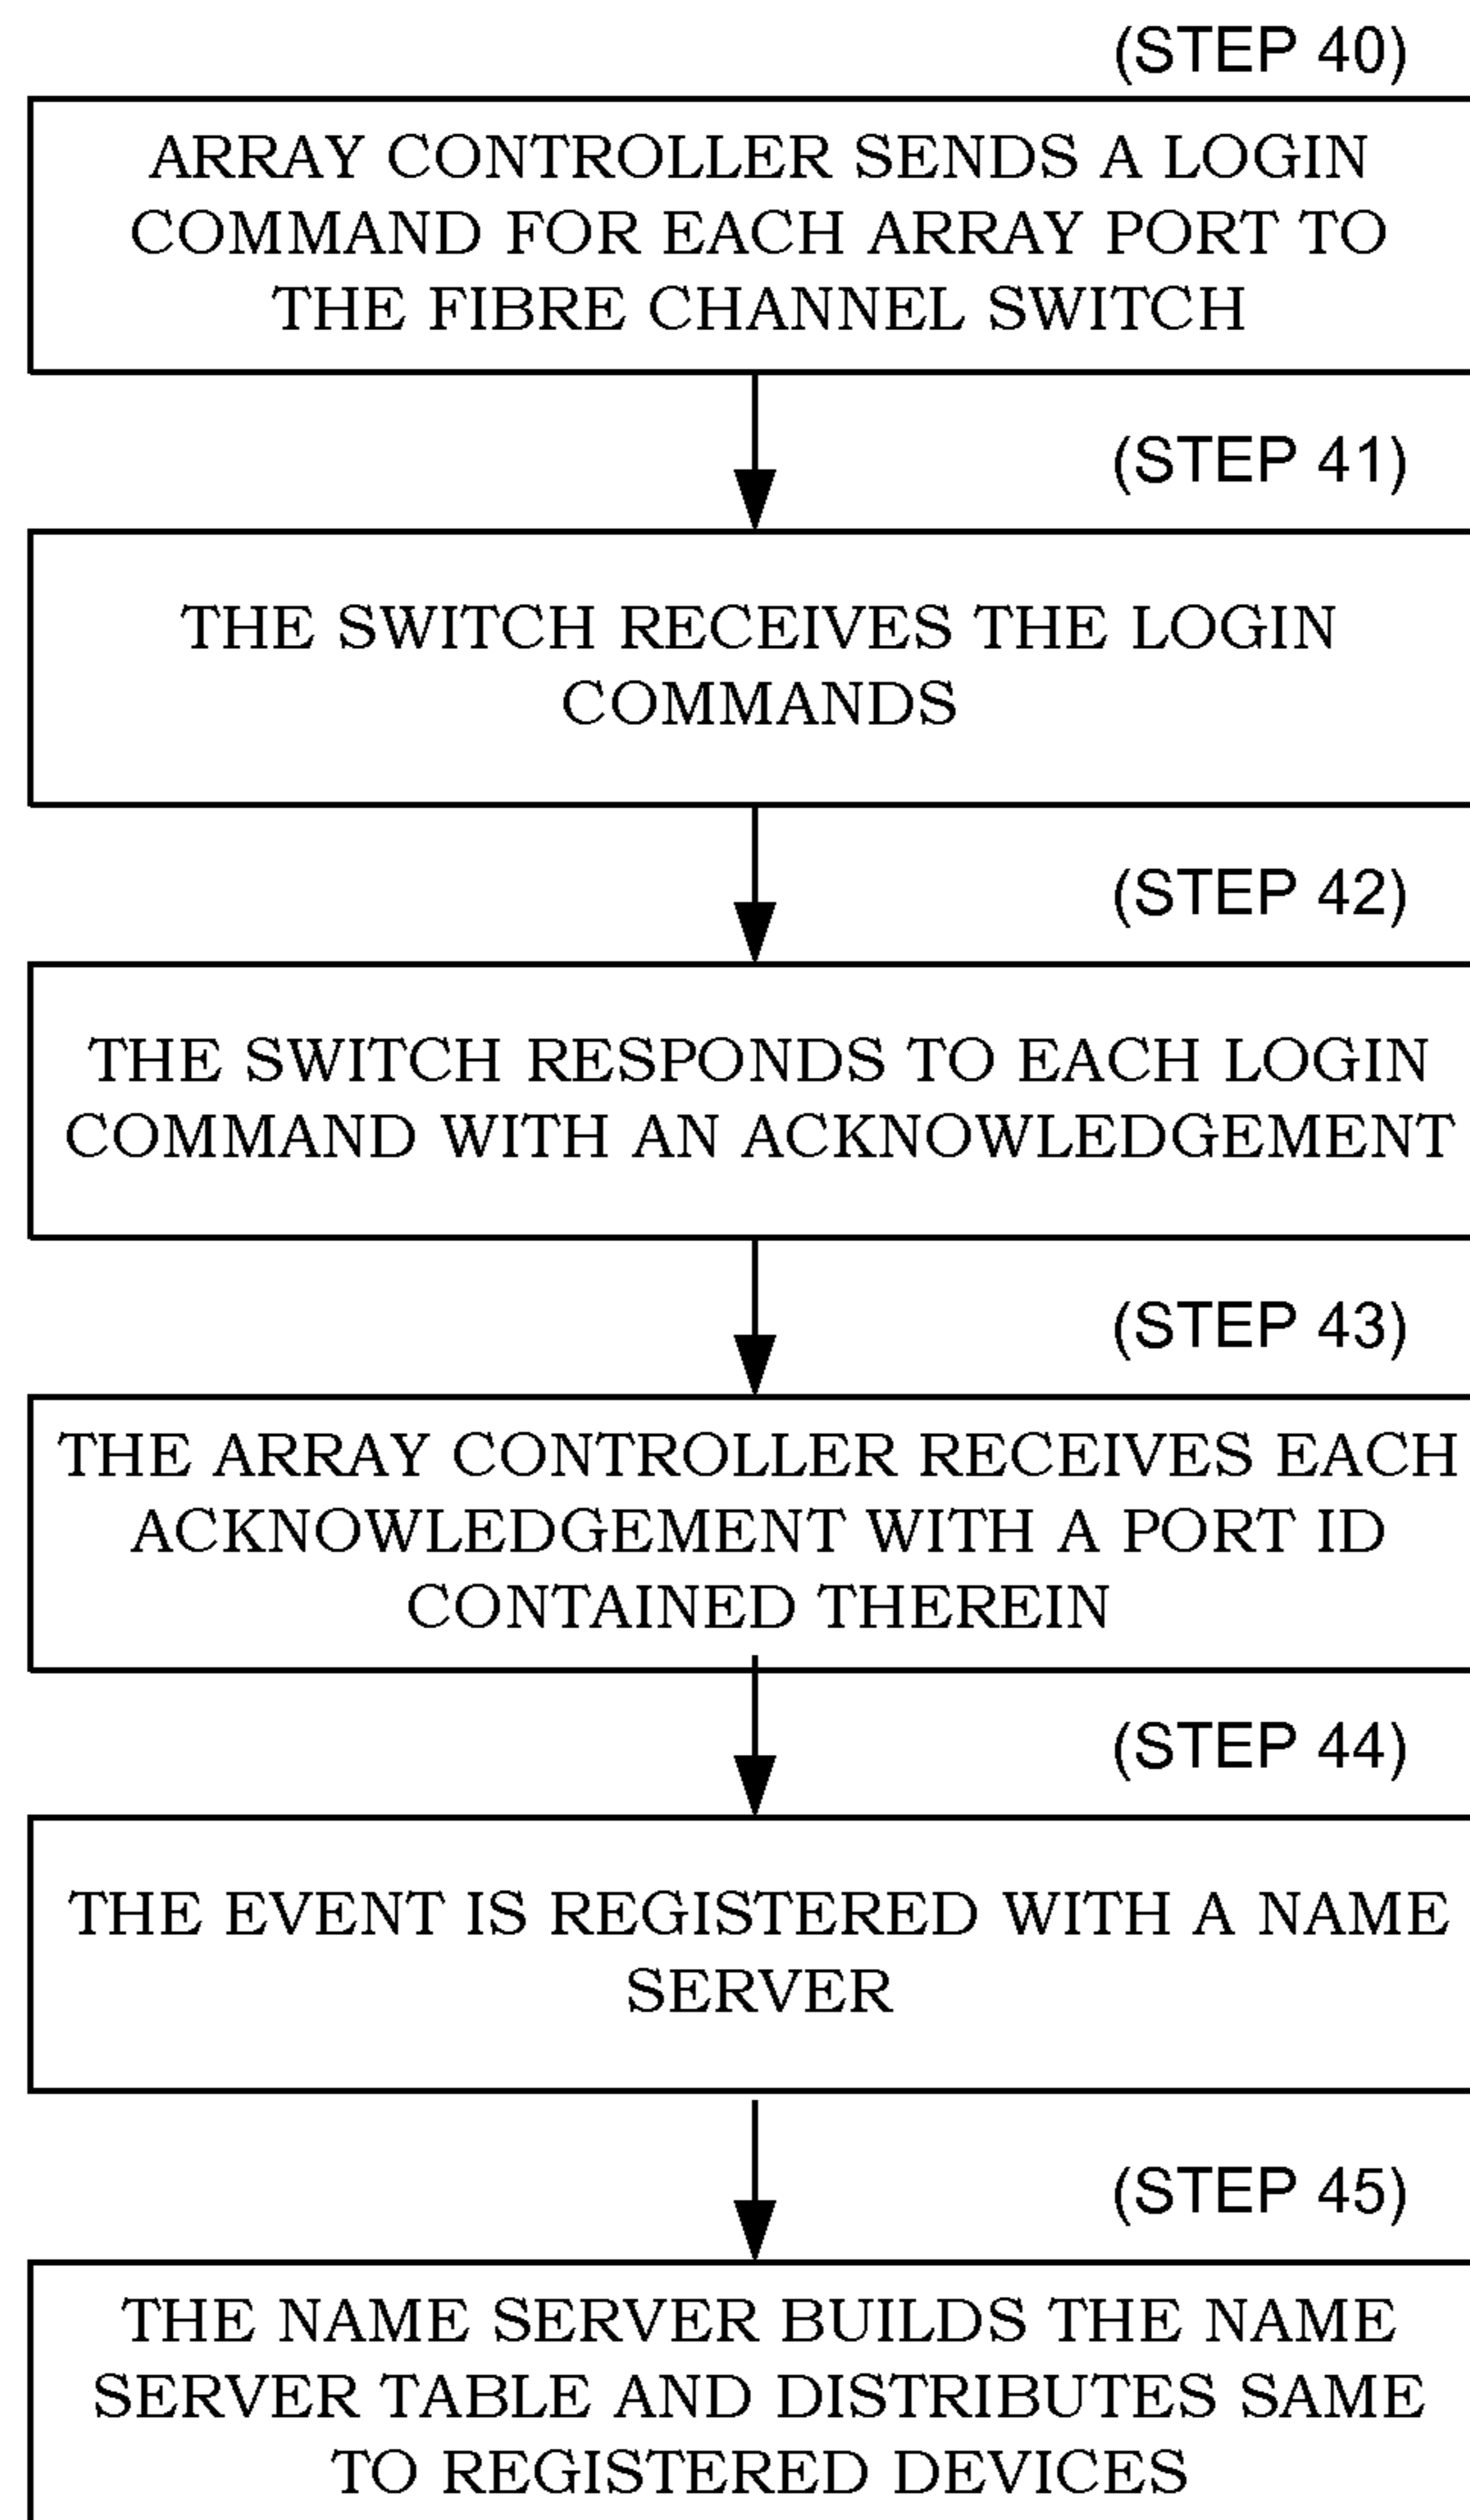 (STEP 40)
ARRAY CONTROLLER SENDS A LOGIN
COMMAND FOR EACH ARRAY PORT TO
THE FIBRE CHANNEL SWITCH
(STEP 41)
THE SWITCH RECEIVES THE LOGIN
COMMANDS
(STEP 42)
THE SWITCH RESPONDS TO EACH LOGIN
COMMAND WITH AN ACKNOWLEDGEMENT
(STEP 43)
THE ARRAY CONTROLLER RECEIVES EACH
ACKNOWLEDGEMENT WITH A PORT ID
CONTAINED THEREIN
(STEP 44)
THE EVENT IS REGISTERED WITH A NAME
SERVER
(STEP 45)
THE NAME SERVER BUILDS THE NAME
SERVER TABLE AND DISTRIBUTES SAME
TO REGISTERED DEVICES